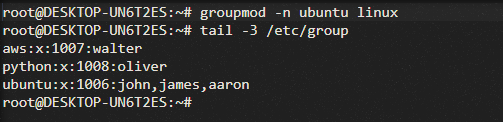 root@DESKTOP-UN6T2ES:~# groupmod -n ubuntu linux
root@DESKTOP-UN6T2ES:~# tail -3 /etc/group
aws:x:1007:walter
python:x:1008:oliver
ubuntu:x:1006:john,james,aaron
root@DESKTOP-UN6T2ES:~#